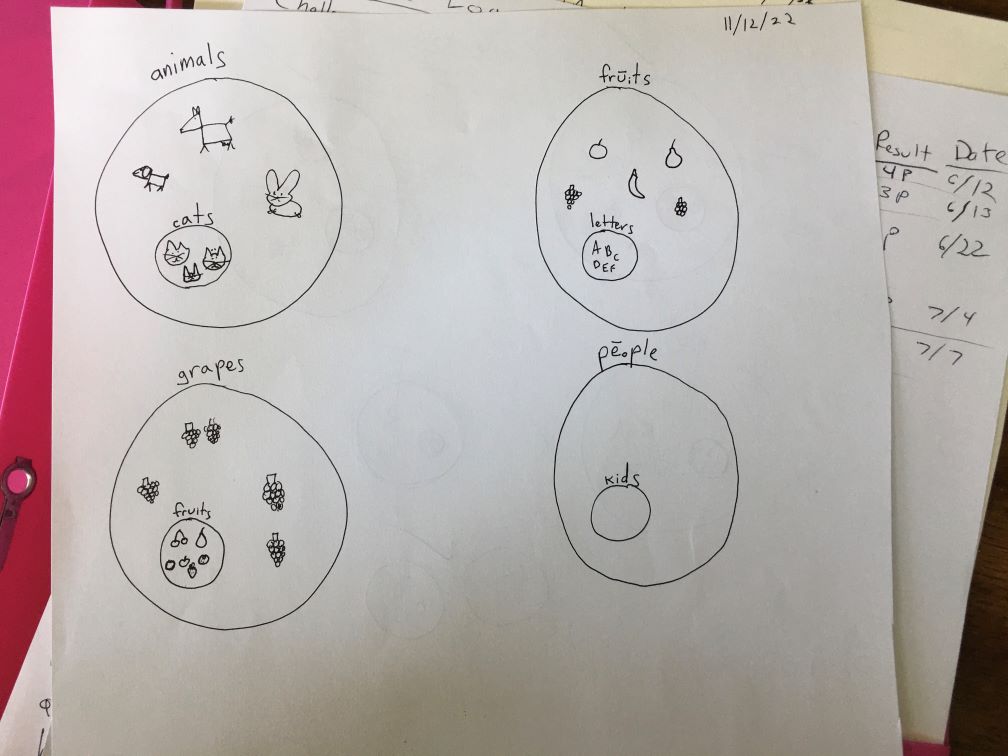 11/12/22
animals
cats
frūits
letters
A B C
D E F
grapes
fruits
pēople
kids
Result Date
4P 6/12
3P 6/13
P 6/22
7/4
7/7